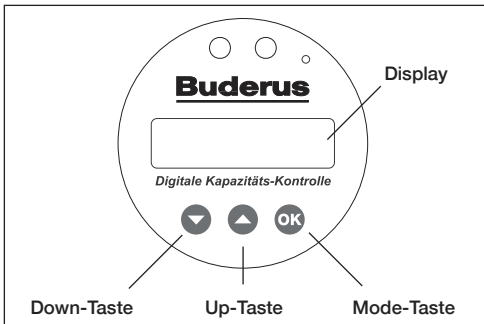 Display
Buderus
Digitale Kapazitäts-Kontrolle
OK
Down-Taste Up-Taste Mode-Taste